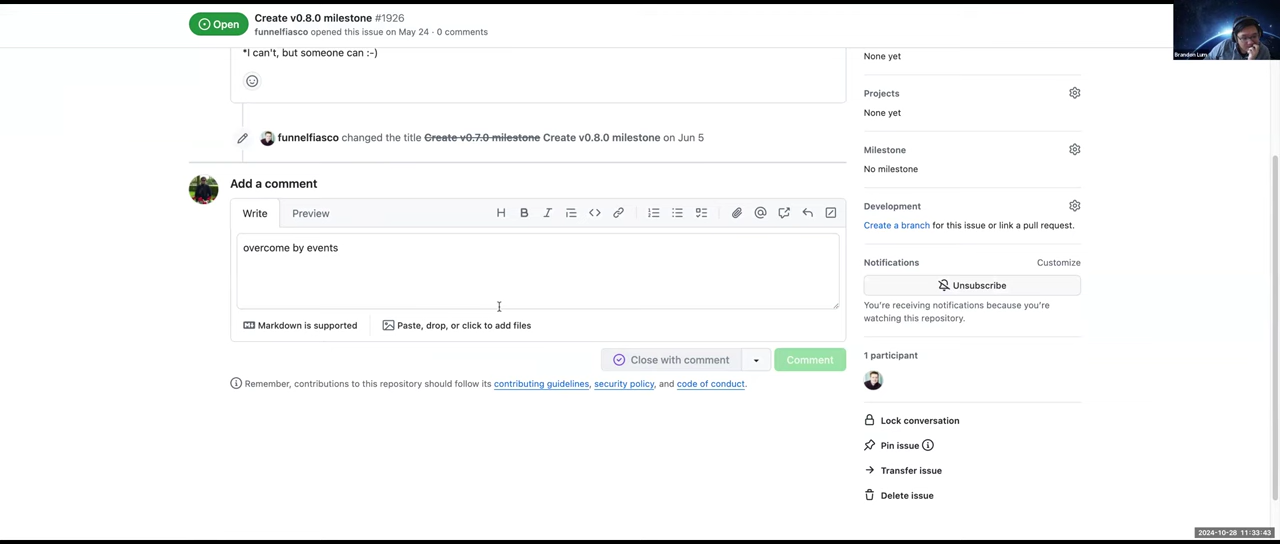 Open
Create v0.8.0 milestone #1926
funnelfiasco opened this issue on May 24 · 0 comments
Brandon Lum
*I can't, but someone can :-)
None yet
Projects
None yet
funnelfiasco changed the title Create v0.7.0 milestone Create v0.8.0 milestone on Jun 5
Milestone
No milestone
Add a comment
Write
Preview
Development
Create a branch for this issue or link a pull request.
overcome by events
Notifications
Customize
Unsubscribe
You're receiving notifications because you're
watching this repository.
Markdown is supported
Paste, drop, or click to add files
Close with comment
Comment
1 participant
Remember, contributions to this repository should follow its contributing guidelines, security policy, and code of conduct.
Lock conversation
Pin issue
Transfer issue
Delete issue
2024-10-28 11:33:43